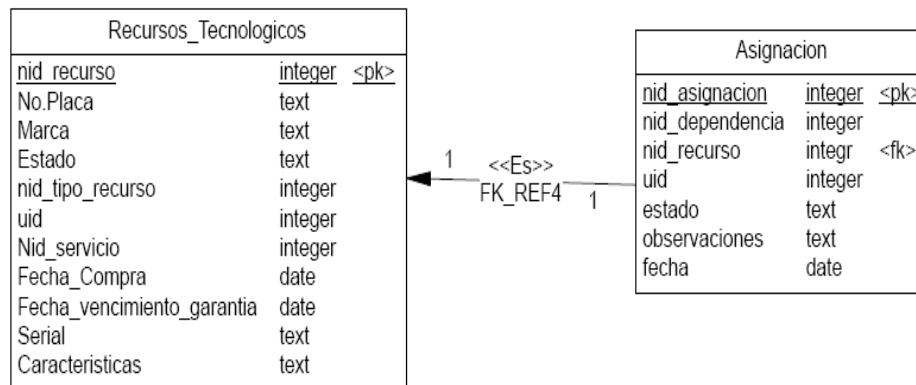 Recursos_Tecnologicos
nid_recurso integer <pk>
No.Placa text
Marca text
Estado text
nid_tipo_recurso integer
uid integer
Nid_servicio integer
Fecha_Compra date
Fecha_vencimiento_garantia date
Serial text
Caracteristicas text
1 <<Es>>
FK_REF4 1
Asignacion
nid_asignacion integer <pk>
nid_dependencia integer
nid_recurso integr <fk>
uid integer
estado text
observaciones text
fecha date